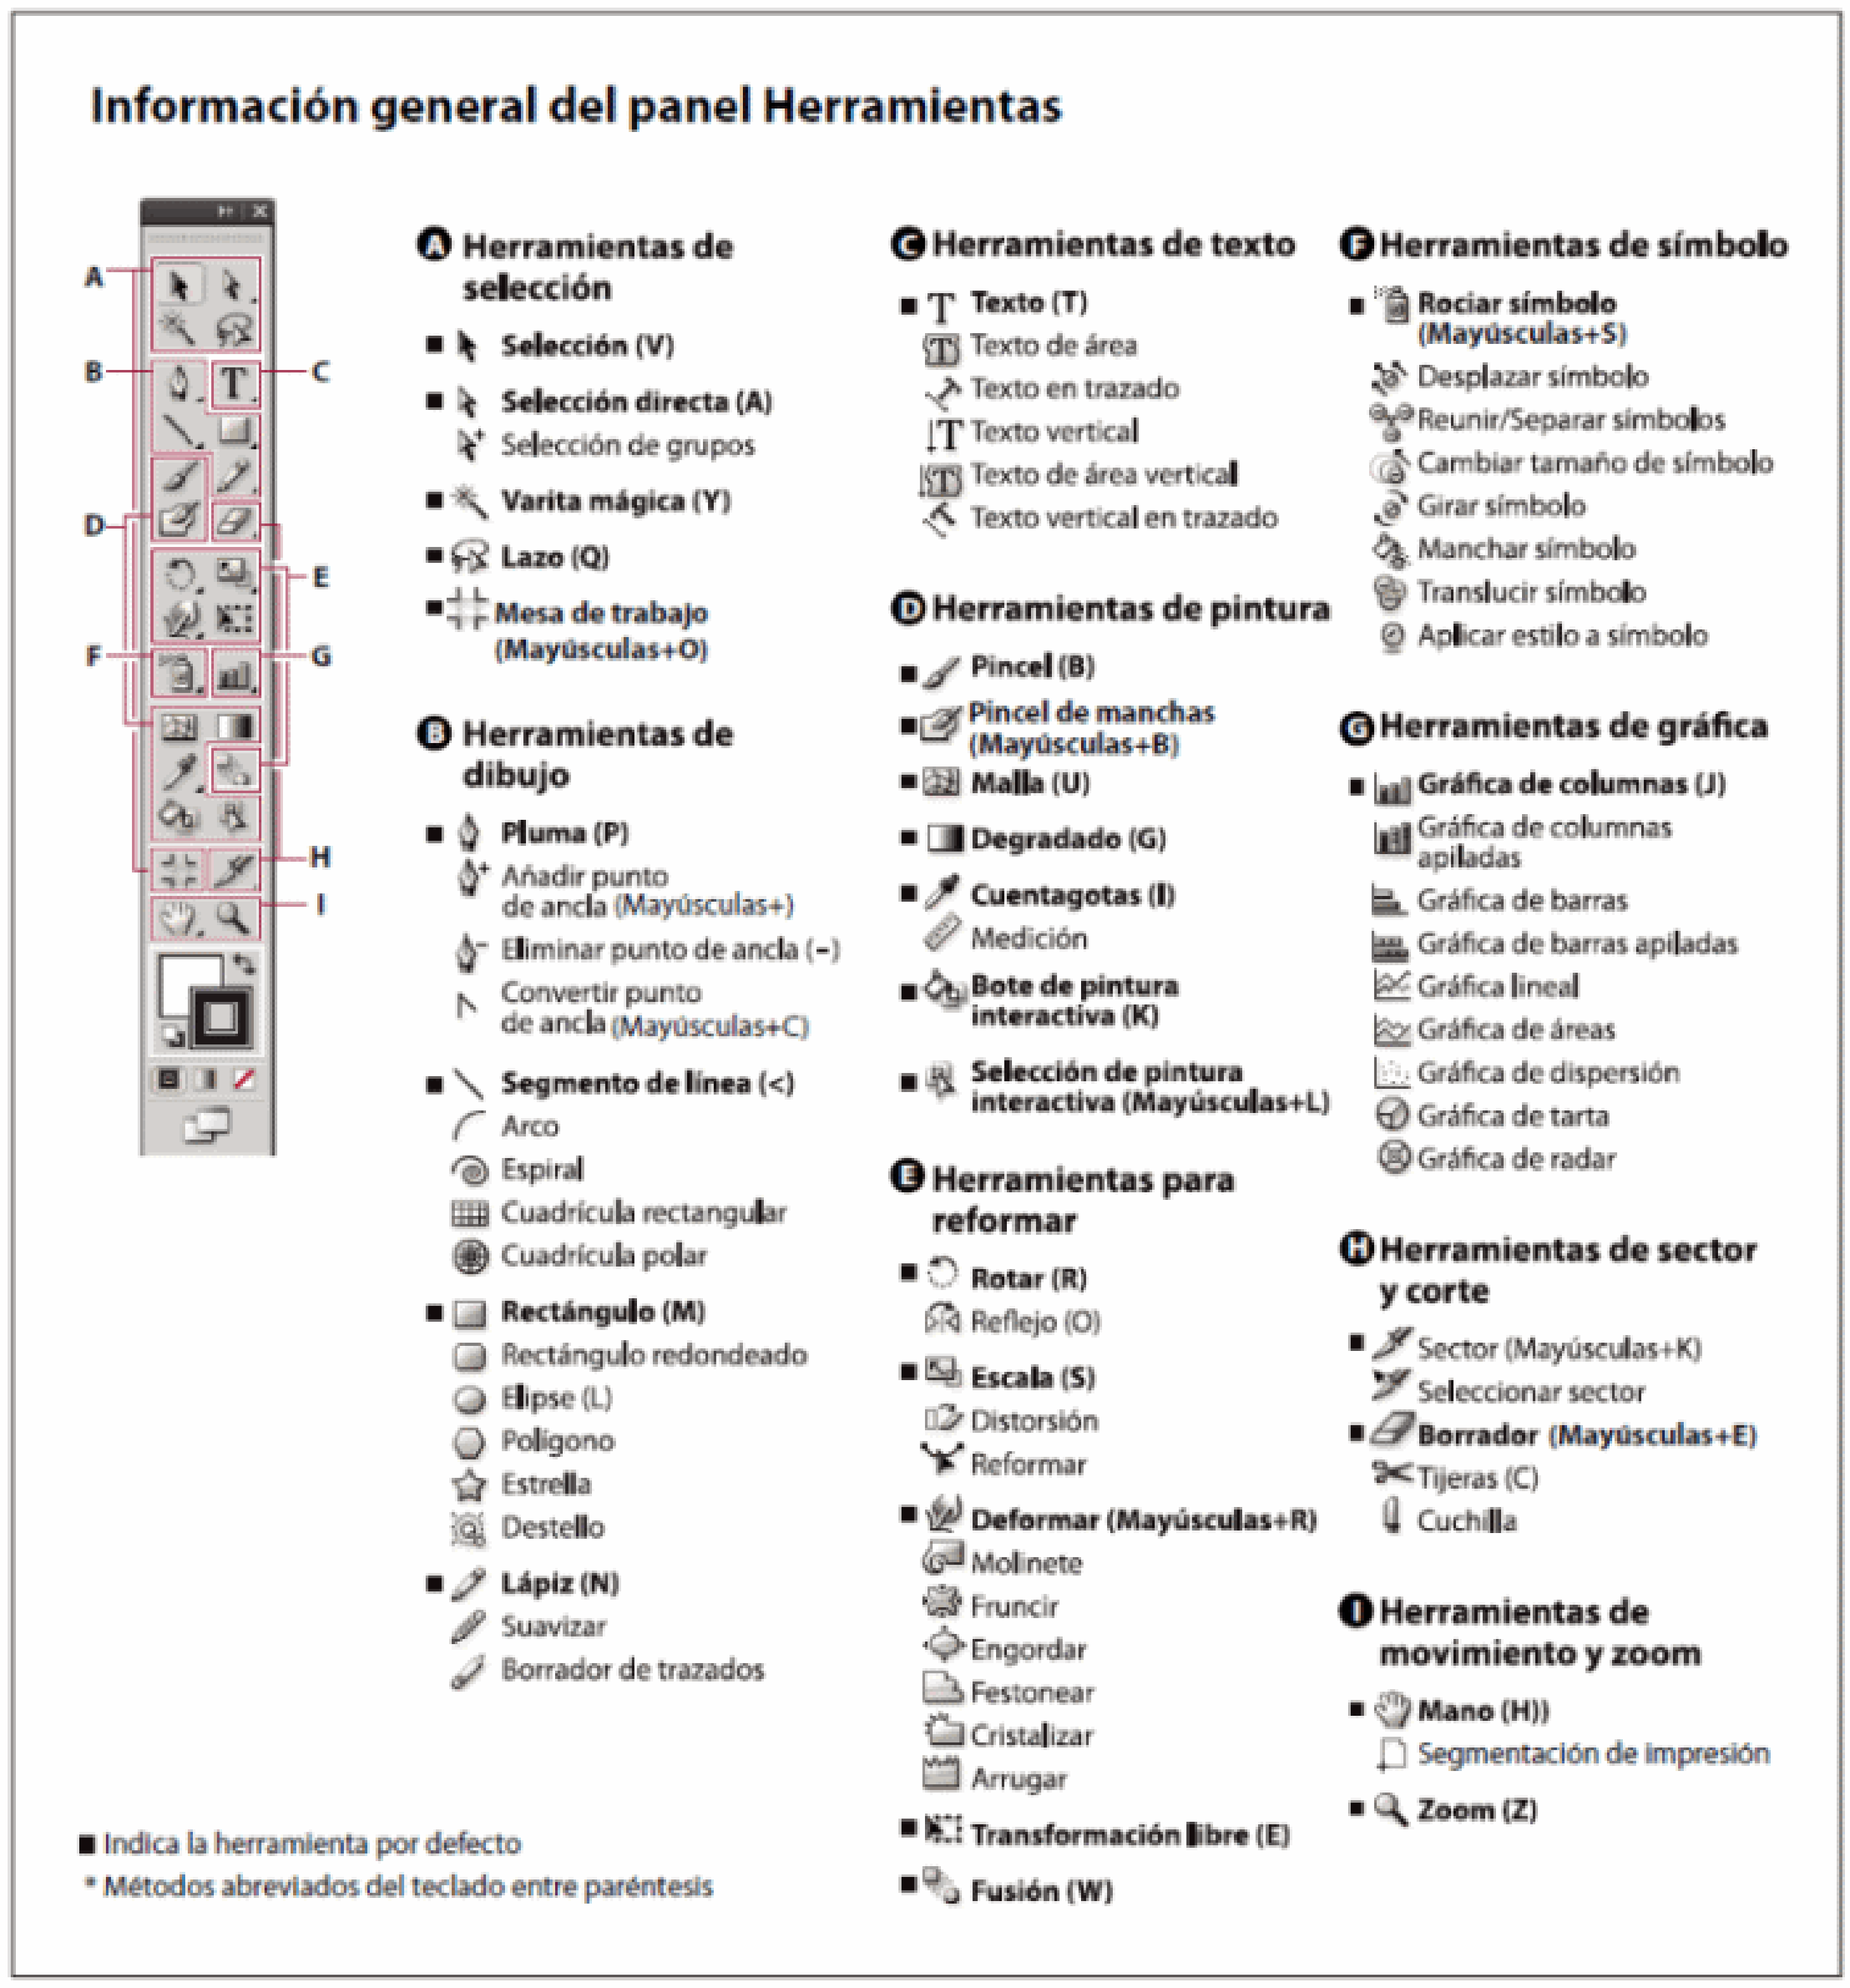 Información general del panel Herramientas
A
B
C
D
E
F
G
H
I
A Herramientas de
selección
Selección (V)
Selección directa (A)
Selección de grupos
Varita mágica (Y)
Lazo (Q)
Mesa de trabajo
(Mayúsculas+O)
B Herramientas de
dibujo
Pluma (P)
Añadir punto
de ancla (Mayúsculas+)
Eliminar punto de ancla (–)
Convertir punto
de ancla (Mayúsculas+C)
Segmento de línea (<)
Arco
Espiral
Cuadrícula rectangular
Cuadrícula polar
Rectángulo (M)
Rectángulo redondeado
Elipse (L)
Polígono
Estrella
Destello
Lápiz (N)
Suavizar
Borrador de trazados
C Herramientas de texto
Texto (T)
Texto de área
Texto en trazado
Texto vertical
Texto de área vertical
Texto vertical en trazado
D Herramientas de pintura
Pincel (B)
Pincel de manchas
(Mayúsculas+B)
Malla (U)
Degradado (G)
Cuentagotas (I)
Medición
Bote de pintura
interactiva (K)
Selección de pintura
interactiva (Mayúsculas+L)
E Herramientas para
reformar
Rotar (R)
Reflejo (O)
Escala (S)
Distorsión
Reformar
Deformar (Mayúsculas+R)
Molinete
Fruncir
Engordar
Festonear
Cristalizar
Arrugar
Transformación libre (E)
Fusión (W)
F Herramientas de símbolo
Rociar símbolo
(Mayúsculas+S)
Desplazar símbolo
Reunir/Separar símbolos
Cambiar tamaño de símbolo
Girar símbolo
Manchar símbolo
Translucir símbolo
Aplicar estilo a símbolo
G Herramientas de gráfica
Gráfica de columnas (J)
Gráfica de columnas
apiladas
Gráfica de barras
Gráfica de barras apiladas
Gráfica lineal
Gráfica de áreas
Gráfica de dispersión
Gráfica de tarta
Gráfica de radar
H Herramientas de sector
y corte
Sector (Mayúsculas+K)
Seleccionar sector
Borrador (Mayúsculas+E)
Tijeras (C)
Cuchilla
I Herramientas de
movimiento y zoom
Mano (H))
Segmentación de impresión
Zoom (Z)
■ Indica la herramienta por defecto
* Métodos abreviados del teclado entre paréntesis